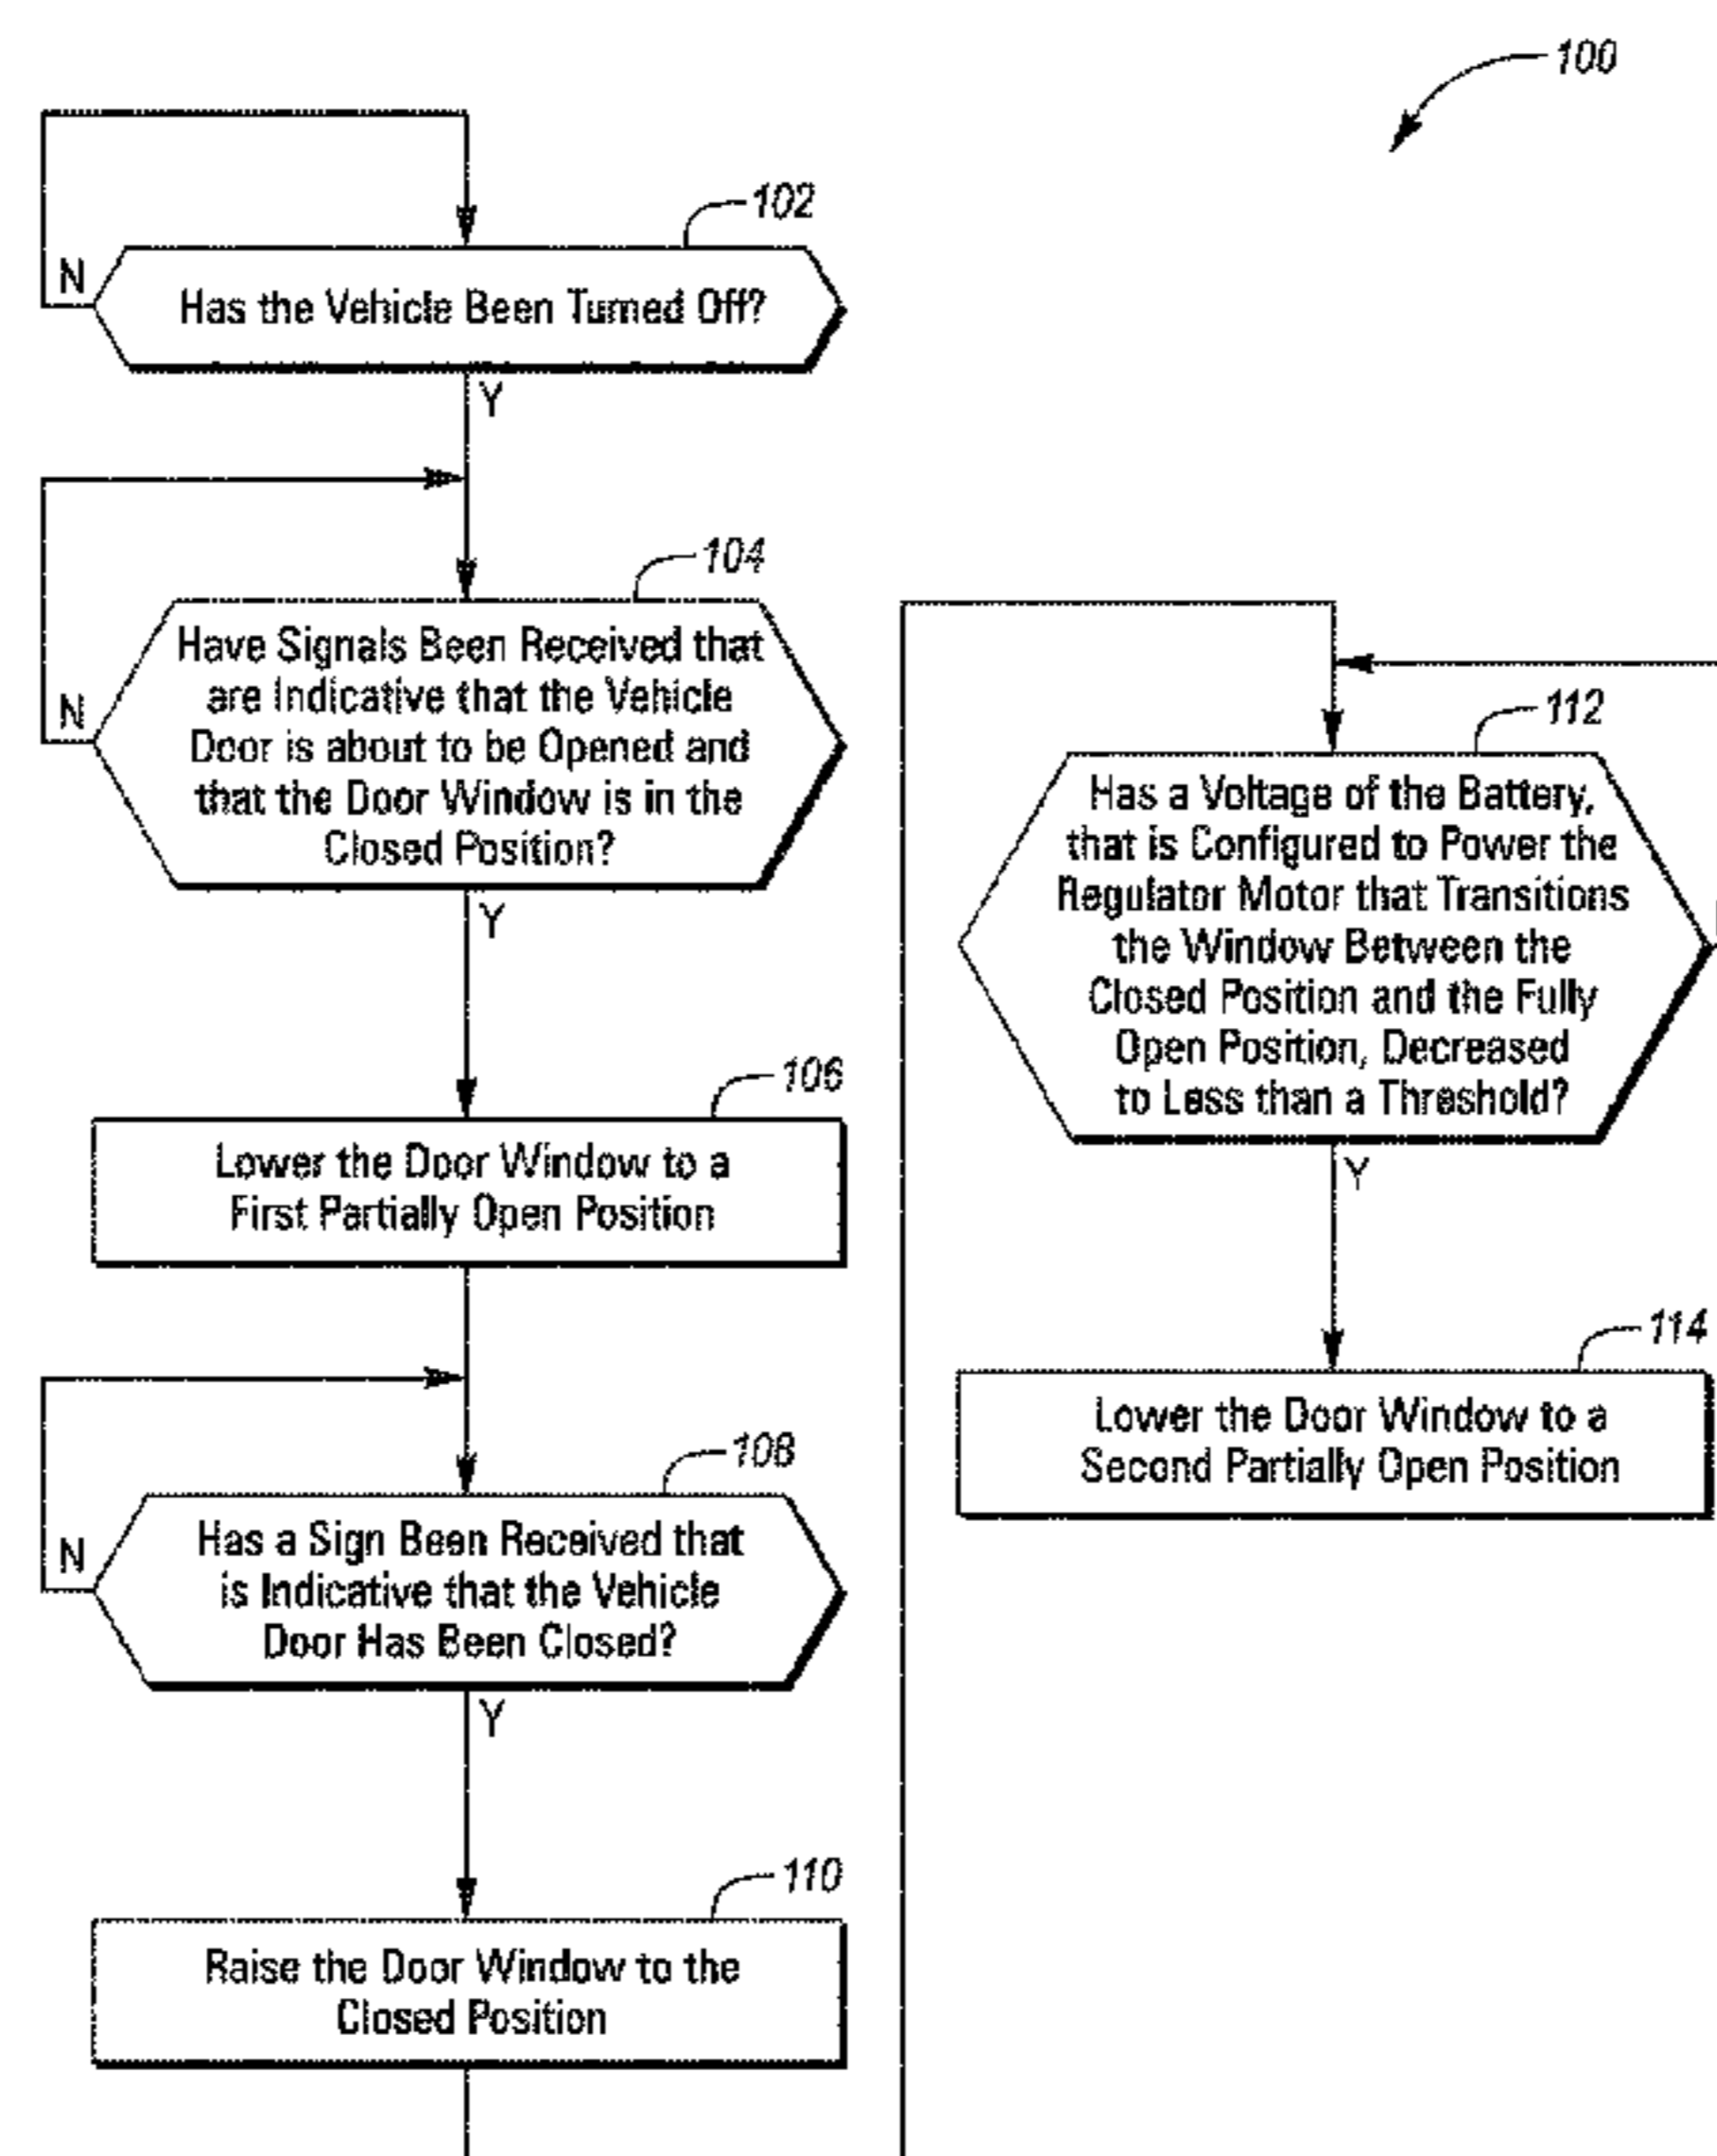 100
102
N
Has the Vehicle Been Turned Off?
Y
104
Have Signals Been Received that
are Indicative that the Vehicle
Door is about to be Opened and
that the Door Window is in the
Closed Position?
N
Y
106
Lower the Door Window to a
First Partially Open Position
108
Has a Sign Been Received that
is Indicative that the Vehicle
Door Has Been Closed?
N
Y
110
Raise the Door Window to the
Closed Position
112
Has a Voltage of the Battery,
that is Configured to Power the
Regulator Motor that Transitions
the Window Between the
Closed Position and the Fully
Open Position, Decreased
to Less than a Threshold?
Y
114
Lower the Door Window to a
Second Partially Open Position